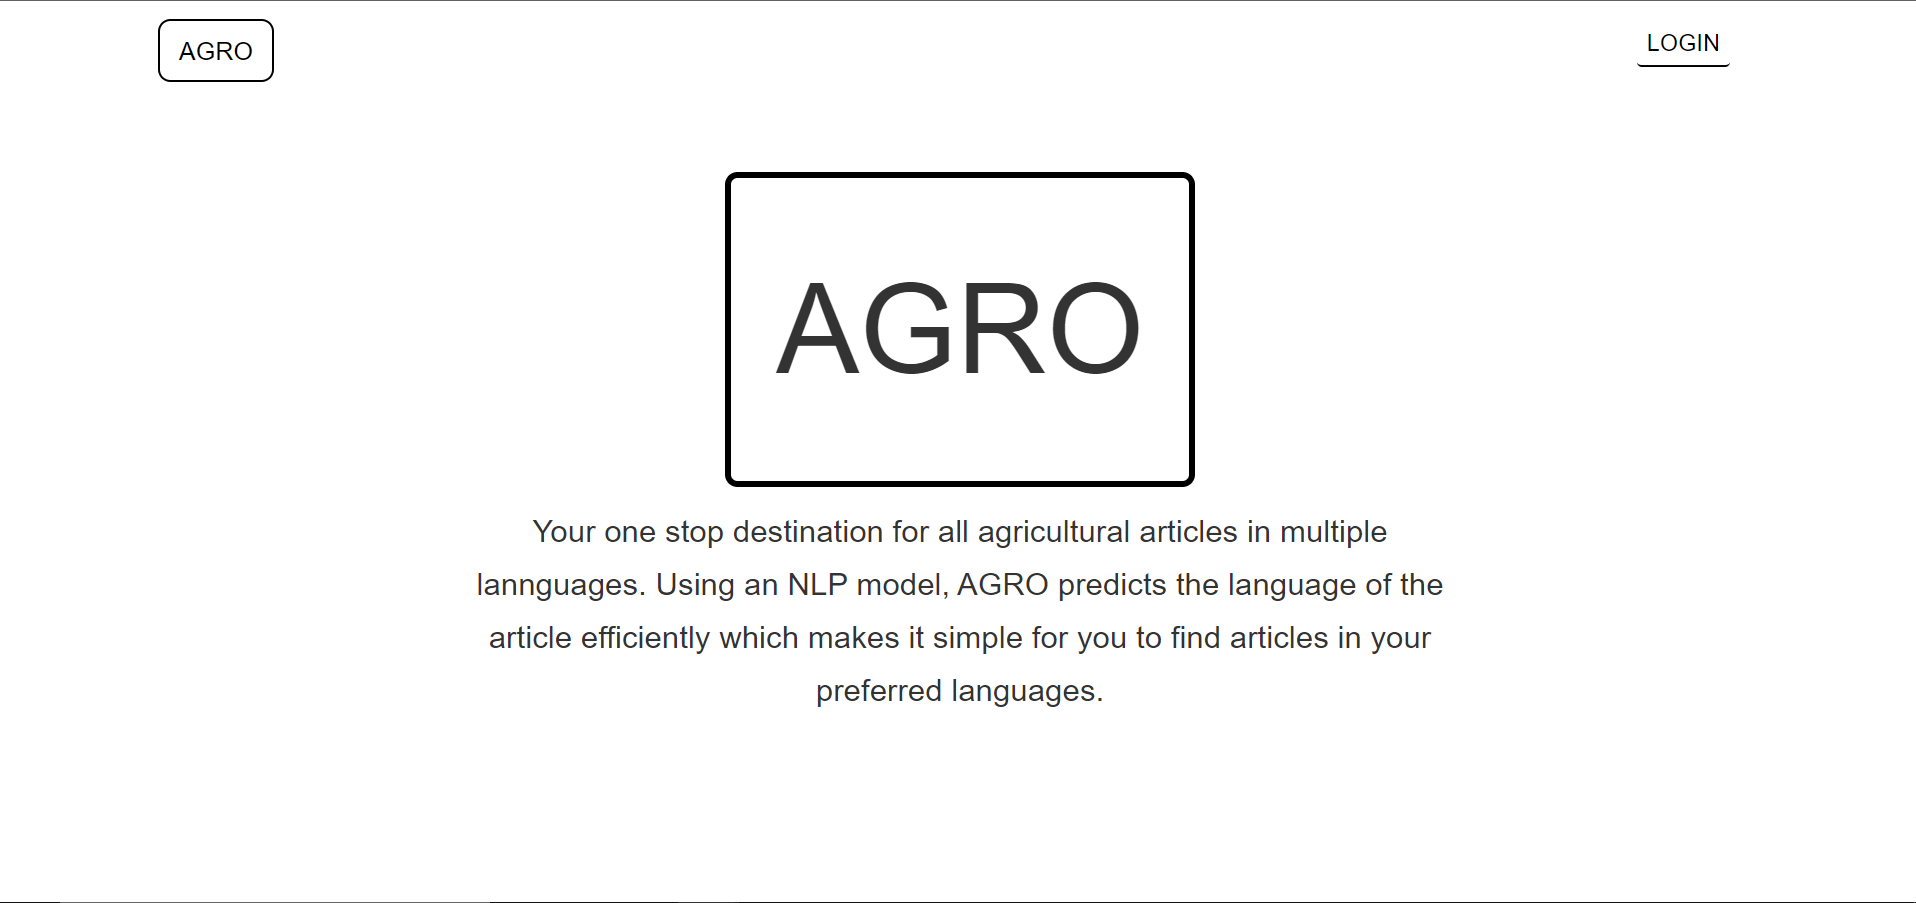 AGRO
LOGIN
AGRO
Your one stop destination for all agricultural articles in multiple
lannguages. Using an NLP model, AGRO predicts the language of the
article efficiently which makes it simple for you to find articles in your
preferred languages.